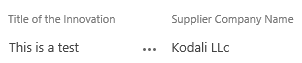 Title of the Innovation Supplier Company Name
This is a test ••• Kodali LLc